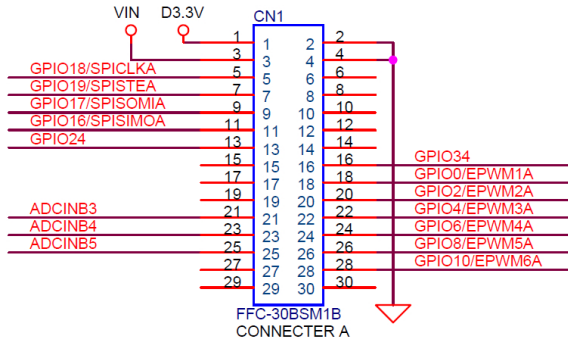 VIN D3.3V
CN1
1 1 2 2
3 3 4 4
GPIO18/SPICLKA 5 5 6 6
GPIO19/SPISTEA 7 7 8 8
GPIO17/SPISOMIA 9 9 10 10
GPIO16/SPISIMOA 11 11 12 12
GPIO24 13 13 14 14
15 15 16 16 GPIO34
17 17 18 18 GPIO0/EPWM1A
19 19 20 20 GPIO2/EPWM2A
ADCINB3 21 21 22 22 GPIO4/EPWM3A
ADCINB4 23 23 24 24 GPIO6/EPWM4A
ADCINB5 25 25 26 26 GPIO8/EPWM5A
27 27 28 28 GPIO10/EPWM6A
29 29 30 30
FFC-30BSM1B
CONNECTER A